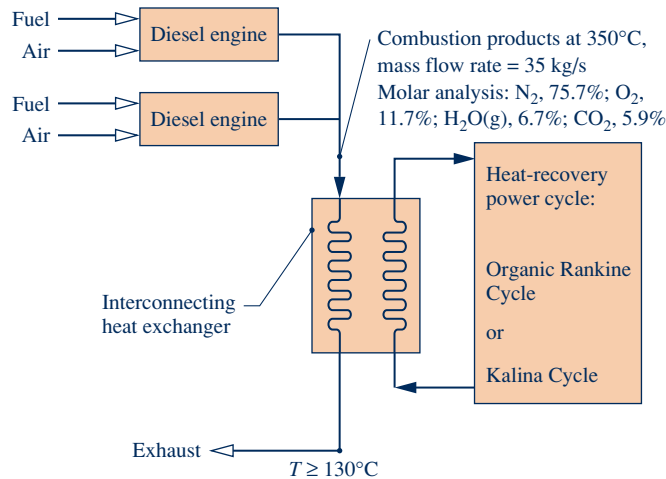 Fuel
Air
Diesel engine
Fuel
Air
Diesel engine
Combustion products at 350°C,
mass flow rate = 35 kg/s
Molar analysis: N₂, 75.7%; O₂,
11.7%; H₂O(g), 6.7%; CO₂, 5.9%
Heat-recovery
power cycle:
Organic Rankine
Cycle
or
Kalina Cycle
Interconnecting
heat exchanger
Exhaust
T ≥ 130°C